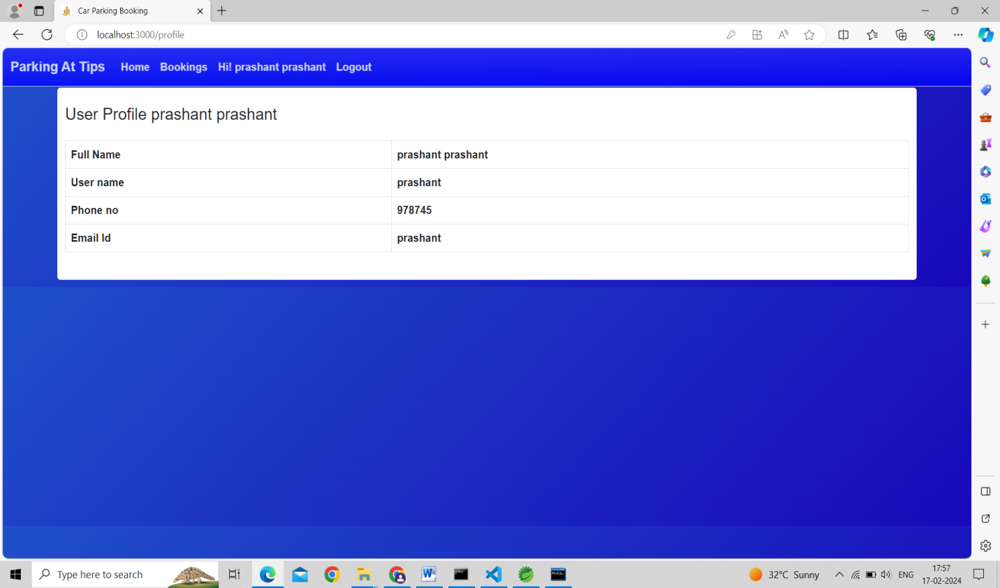 Car Parking Booking
localhost:3000/profile
Parking At Tips Home Bookings Hi! prashant prashant Logout
User Profile prashant prashant
Full Name prashant prashant
User name prashant
Phone no 978745
Email Id prashant
Type here to search
32°C Sunny
ENG
17:57
17-02-2024